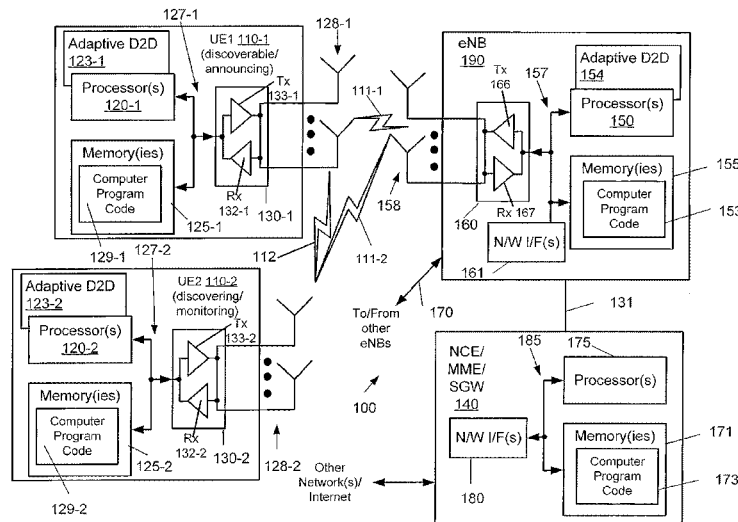 127-1
128-1
Adaptive D2D
123-1
Processor(s)
120-1
UE1 110-1
(discoverable/
announcing)
Tx
133-1
Memory(ies)
Computer
Program
Code
Rx
132-1
130-1
125-1
129-1
111-1
111-2
112
158
eNB
190
Tx
166
157
Adaptive D2D
154
Processor(s)
150
Memory(ies)
Computer
Program
Code
155
153
Rx 167
160
N/W I/F(s)
161
127-2
Adaptive D2D
123-2
Processor(s)
120-2
UE2 110-2
(discovering/
monitoring)
Tx
133-2
Memory(ies)
Computer
Program
Code
Rx
132-2
130-2
125-2
129-2
128-2
170
To/From
other
eNBs
100
131
Other
Network(s)/
Internet
NCE/
MME/
SGW
140
185
175
Processor(s)
N/W I/F(s)
180
Memory(ies)
Computer
Program
Code
171
173